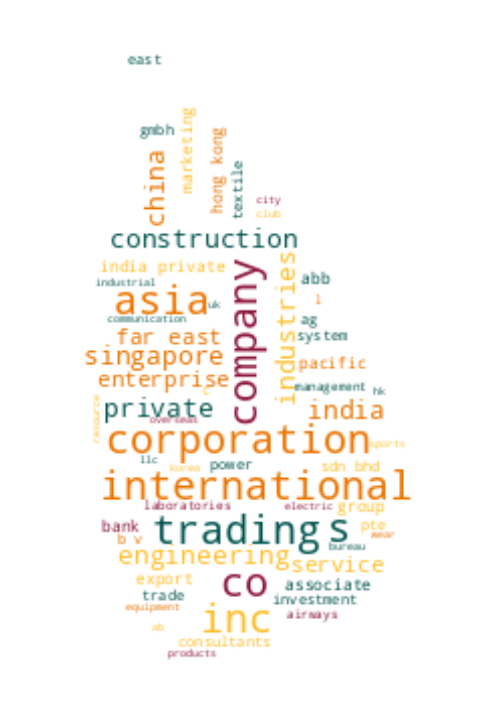 east
gmbh
marketing
china
hong kong
textile
city
club
construction
india private
company
industries
abb
industrial
asia
uk
l
communication
ag
far east
system
singapore
pacific
enterprise
management
hk
resource
private
india
overseas
corporation
sports
llc
korea
power
sdn bhd
international
laboratories
electric
group
bank
tradings
pte
b v
wear
bureau
engineering
service
export
co
associate
trade
investment
equipment
inc
airways
ab
consultants
products